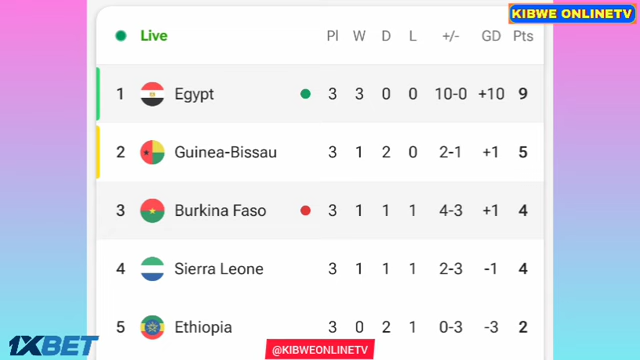 KIBWE ONLINETV
Live Pl W D L +/- GD Pts
1 Egypt 3 3 0 0 10-0 +10 9
2 Guinea-Bissau 3 1 2 0 2-1 +1 5
3 Burkina Faso 3 1 1 1 4-3 +1 4
4 Sierra Leone 3 1 1 1 2-3 -1 4
5 Ethiopia 3 0 2 1 0-3 -3 2
1XBET
@KIBWEONLINETV